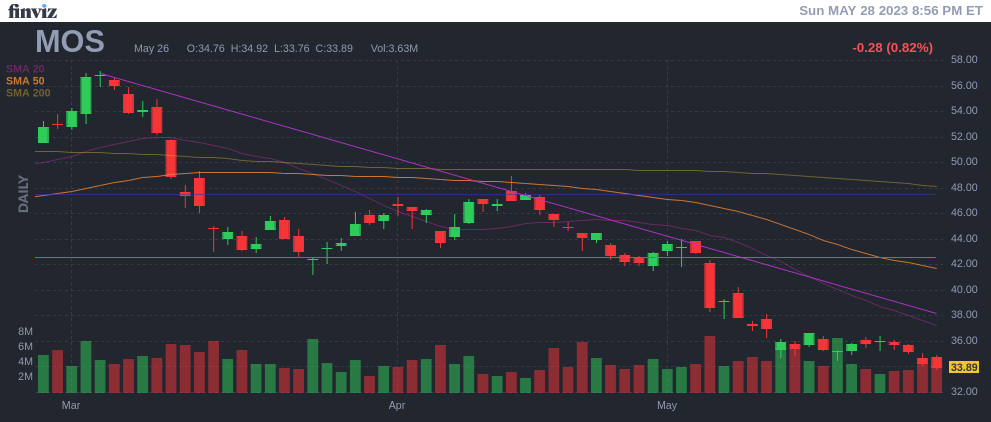 finviz
Sun MAY 28 2023 8:56 PM ET
MOS
May 26 O:34.76 H:34.92 L:33.76 C:33.89 Vol:3.63M
-0.28 (0.82%)
SMA 20
SMA 50
SMA 200
DAILY
58.00
56.00
54.00
52.00
50.00
48.00
46.00
44.00
42.00
40.00
38.00
36.00
33.89
32.00
8M
6M
4M
2M
Mar Apr May